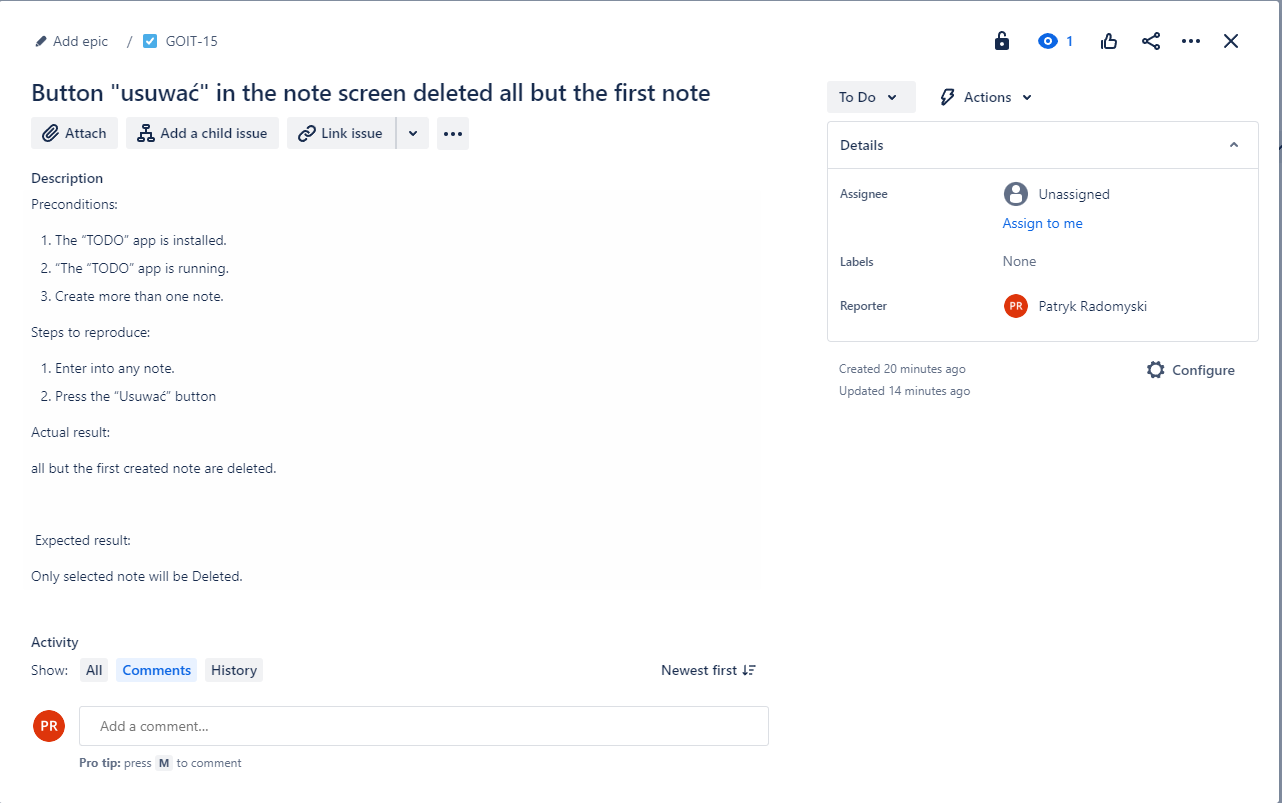 Add epic / GOIT-15
1
Button "usuwać" in the note screen deleted all but the first note
Attach
Add a child issue
Link issue
Description
Preconditions:
1. The “TODO” app is installed.
2. “The “TODO” app is running.
3. Create more than one note.
Steps to reproduce:
1. Enter into any note.
2. Press the “Usuwać” button
Actual result:
all but the first created note are deleted.
Expected result:
Only selected note will be Deleted.
Activity
Show: All Comments History Newest first
PR Add a comment...
Pro tip: press M to comment
To Do Actions
Details
Assignee Unassigned
Assign to me
Labels None
Reporter PR Patryk Radomyski
Created 20 minutes ago Configure
Updated 14 minutes ago